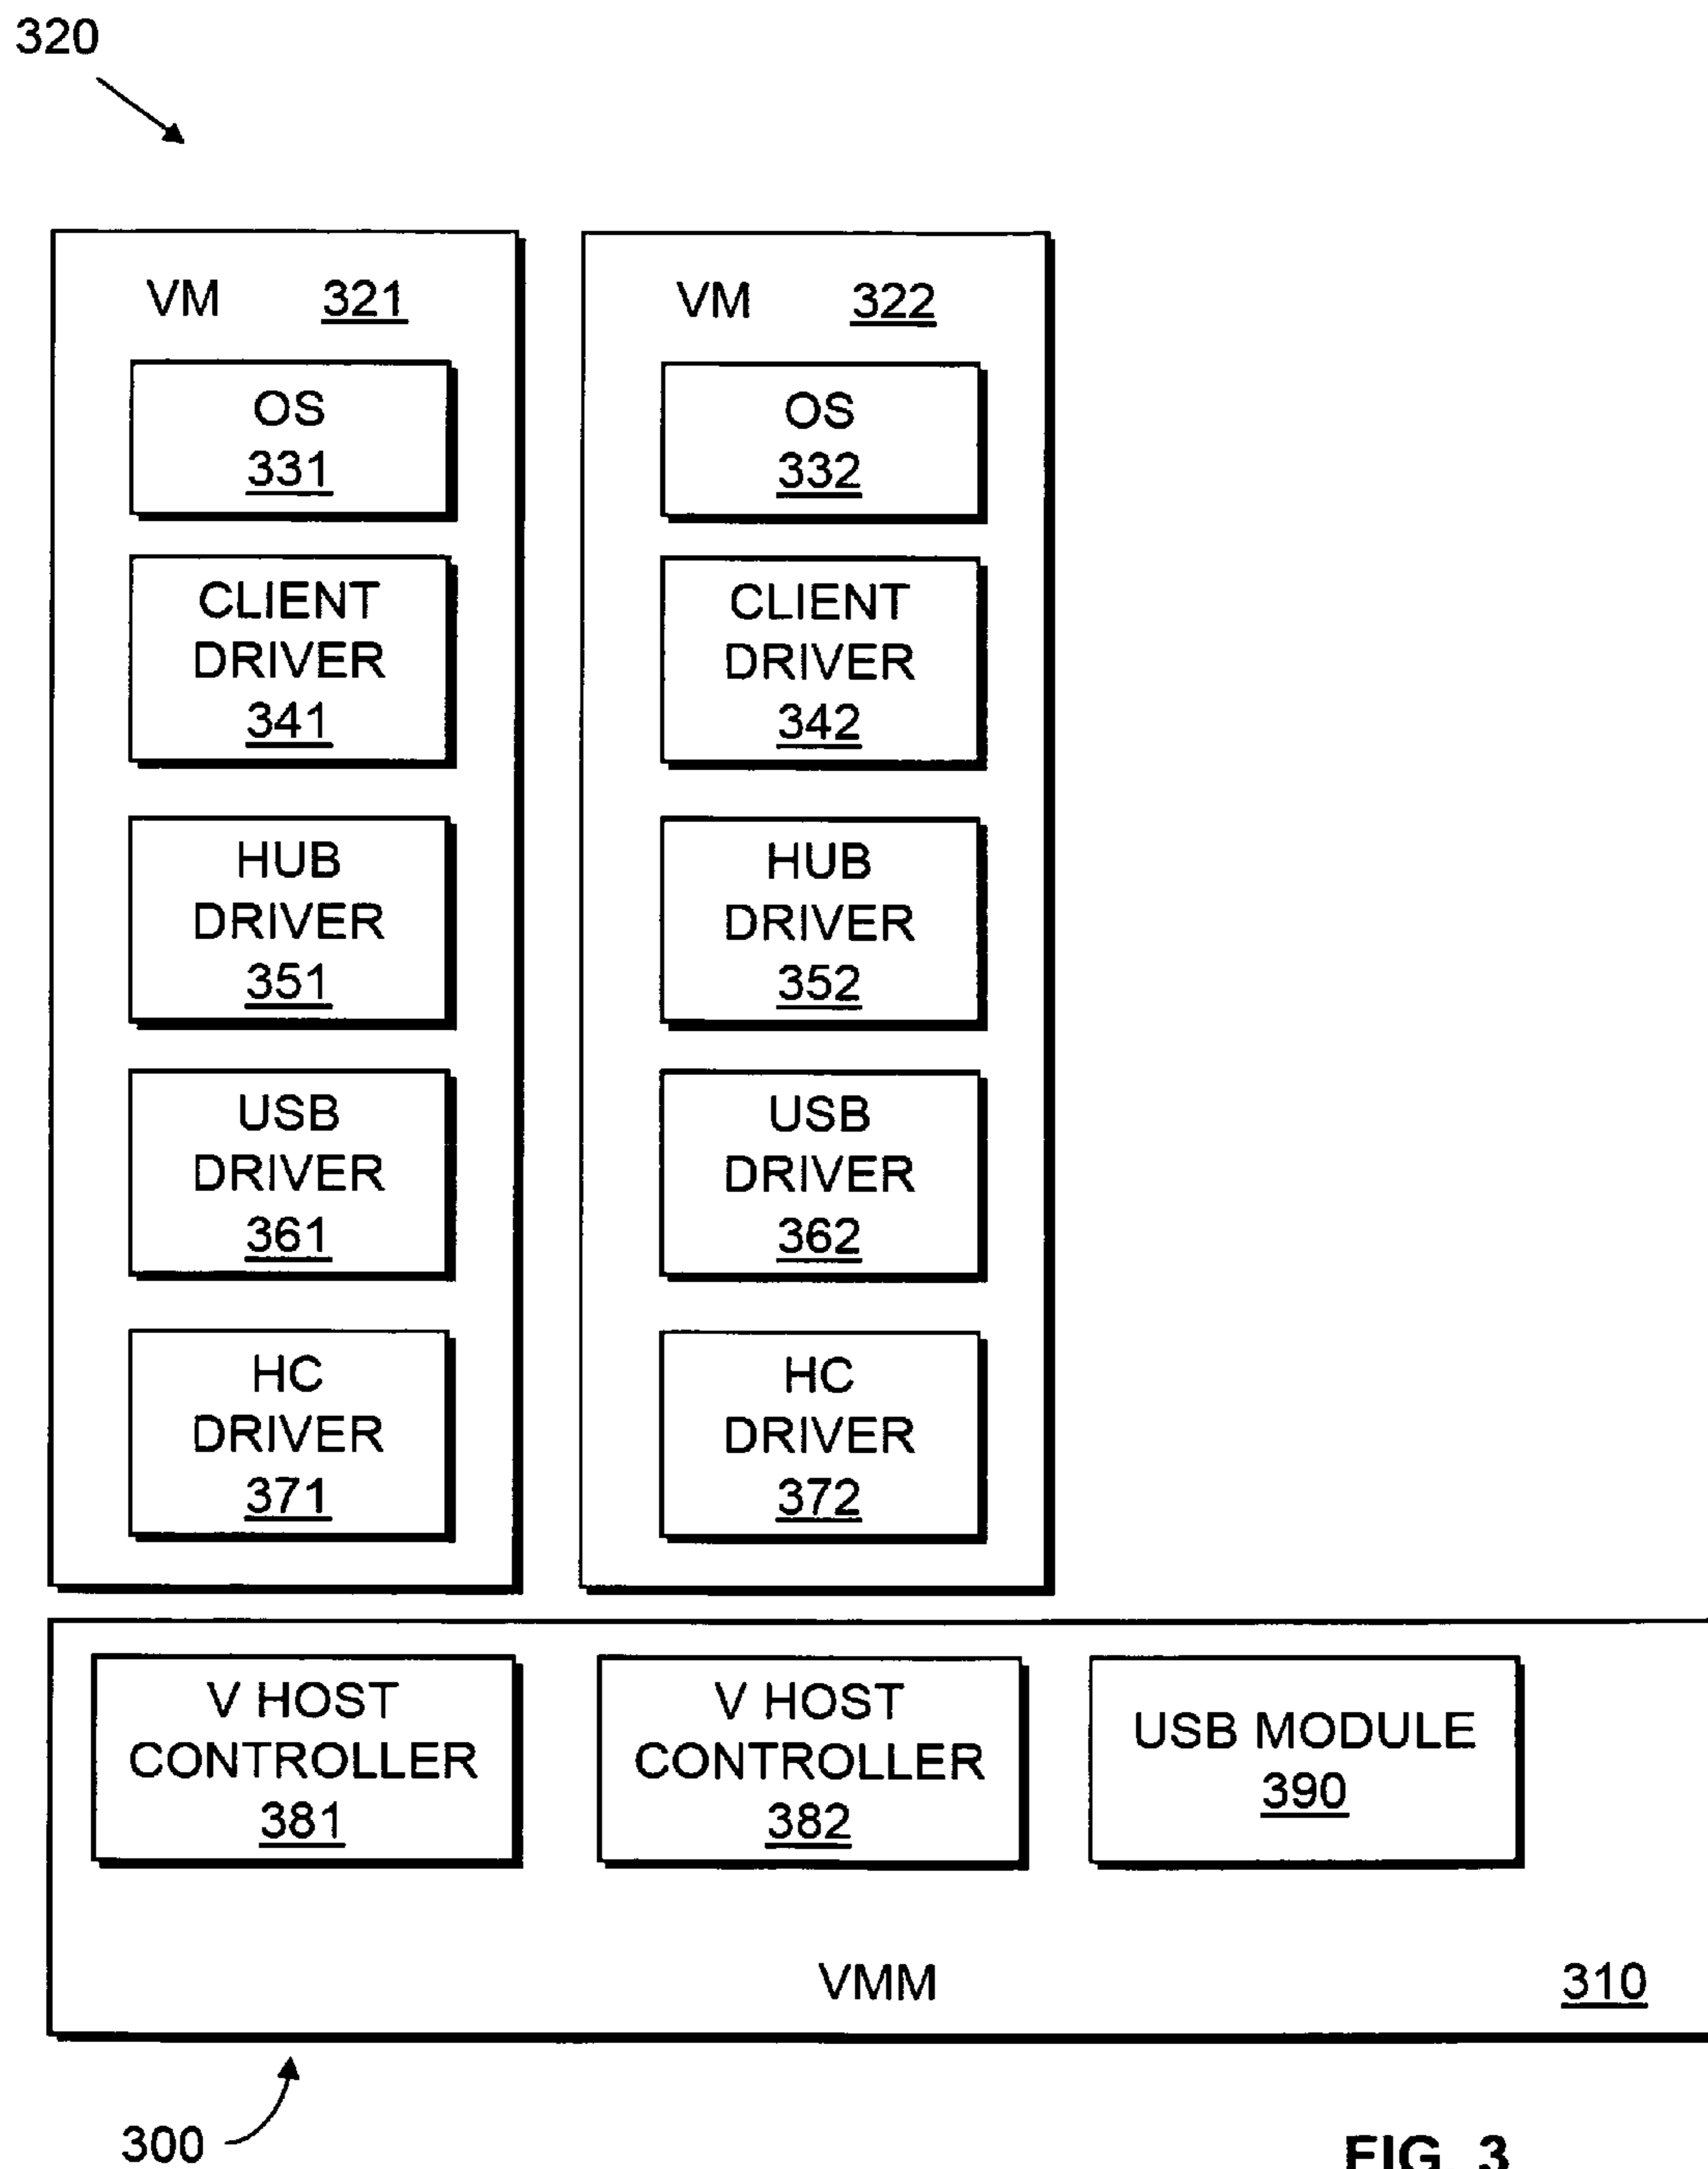 320
VM 321
OS
331
CLIENT
DRIVER
341
HUB
DRIVER
351
USB
DRIVER
361
HC
DRIVER
371
VM 322
OS
332
CLIENT
DRIVER
342
HUB
DRIVER
352
USB
DRIVER
362
HC
DRIVER
372
V HOST
CONTROLLER
381
V HOST
CONTROLLER
382
USB MODULE
390
VMM 310
300
FIG. 3